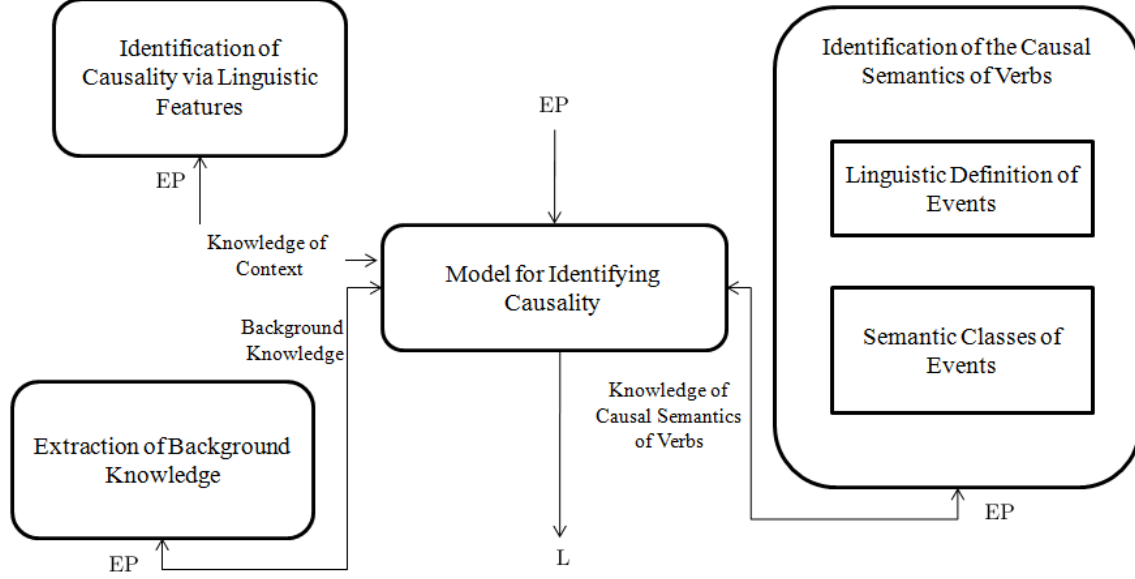 Identification of
Causality via Linguistic
Features
EP
Knowledge of
Context
EP
Model for Identifying
Causality
Background
Knowledge
Extraction of Background
Knowledge
EP
Knowledge of
Causal Semantics
of Verbs
L
Identification of the Causal
Semantics of Verbs
Linguistic Definition of
Events
Semantic Classes of
Events
EP